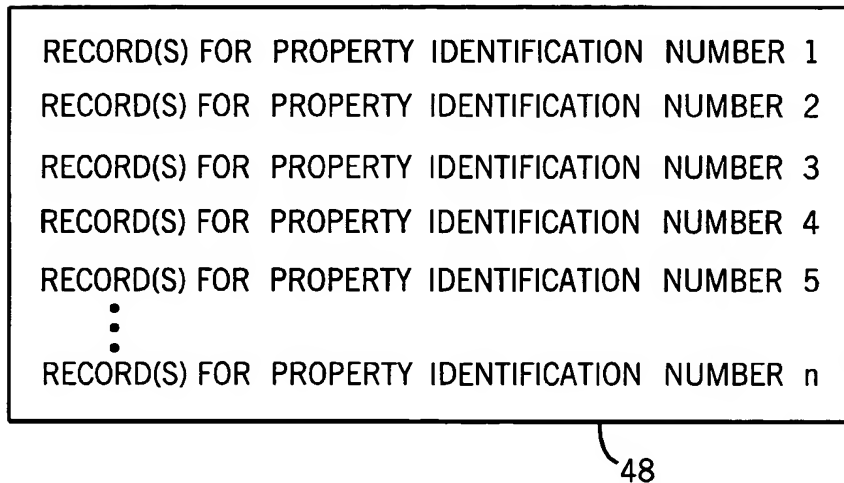 RECORD(S) FOR PROPERTY IDENTIFICATION NUMBER 1
RECORD(S) FOR PROPERTY IDENTIFICATION NUMBER 2
RECORD(S) FOR PROPERTY IDENTIFICATION NUMBER 3
RECORD(S) FOR PROPERTY IDENTIFICATION NUMBER 4
RECORD(S) FOR PROPERTY IDENTIFICATION NUMBER 5
RECORD(S) FOR PROPERTY IDENTIFICATION NUMBER n
48